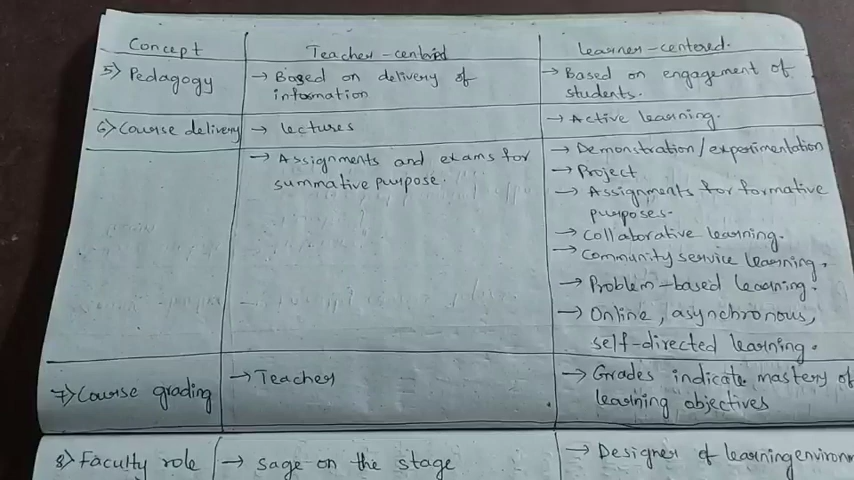 Concept Teacher-centered Learner-centered.
5) Pedagogy → Based on delivery of → Based on engagement of
information students.
6) Course delivery → lectures → Active learning.
→ Assignments and exams for → Demonstration/experimentation
summative purpose. → Project
→ Assignments for formative
purposes.
→ Collaborative learning.
→ Community service learning.
→ Problem-based learning.
→ Online, asynchronous,
self-directed learning.
7) Course grading → Teacher → Grades indicate mastery of
learning objectives
8) Faculty role → sage on the stage → Designer of learning environm